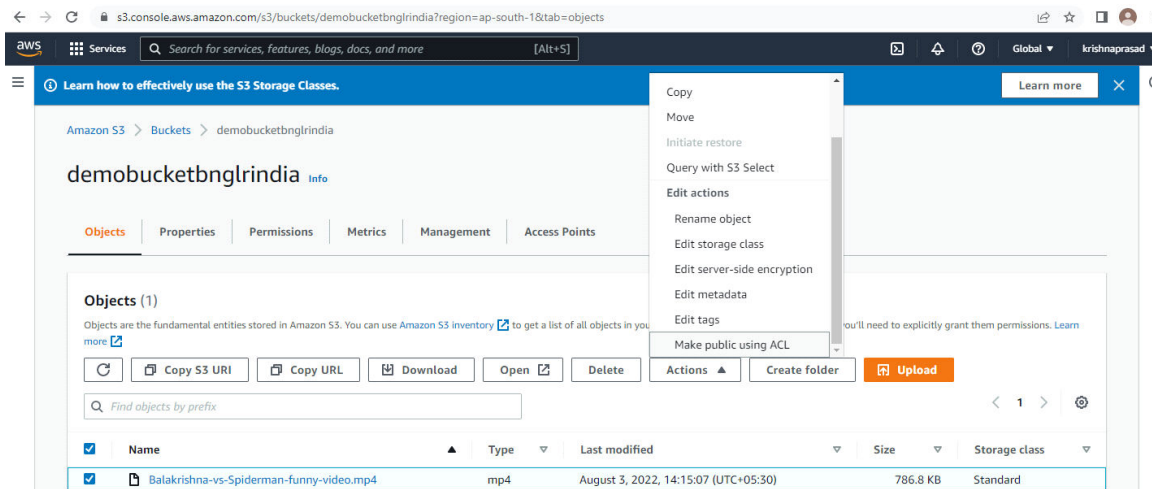 s3.console.aws.amazon.com/s3/buckets/demobucketbnglrindia?region=ap-south-1&tab=objects
aws Services Search for services, features, blogs, docs, and more [Alt+S] Global krishnaprasad
Learn how to effectively use the S3 Storage Classes. Learn more
Copy
Move
Initiate restore
Query with S3 Select
Edit actions
Rename object
Edit storage class
Edit server-side encryption
Edit metadata
Edit tags
Make public using ACL
Amazon S3 > Buckets > demobucketbnglrindia
demobucketbnglrindia Info
Objects Properties Permissions Metrics Management Access Points
Objects (1)
Objects are the fundamental entities stored in Amazon S3. You can use Amazon S3 inventory to get a list of all objects in you you'll need to explicitly grant them permissions. Learn
more
Copy S3 URI Copy URL Download Open Delete Actions Create folder Upload
Find objects by prefix 1
Name Type Last modified Size Storage class
Balakrishna-vs-Spiderman-funny-video.mp4 mp4 August 3, 2022, 14:15:07 (UTC+05:30) 786.8 KB Standard